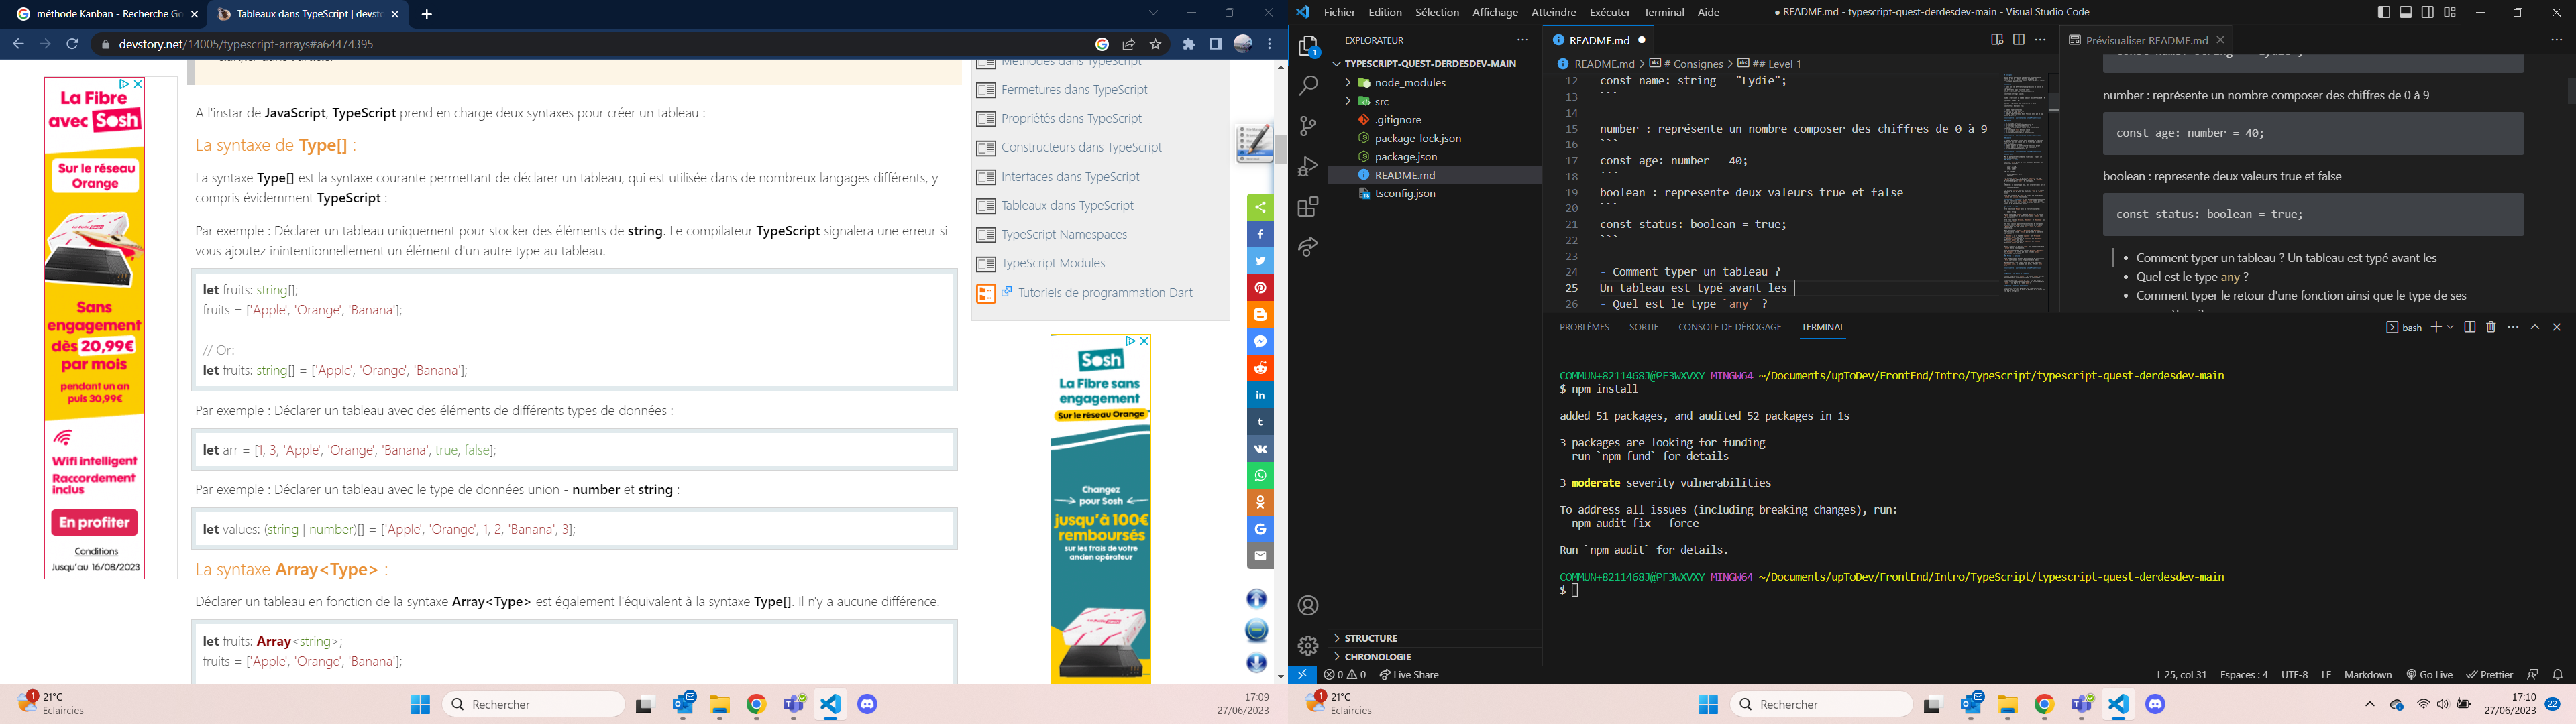 méthode Kanban - Recherche Go
Tableaux dans TypeScript | devsto
devstory.net/14005/typescript-arrays#a64474395
La Fibre
avec Sosh
Sur le réseau
Orange
Sans
engagement
dès 20,99€
par mois
pendant un an
puis 30,99€
Wifi intelligent
Raccordement
inclus
En profiter
Conditions
Jusqu'au 16/08/2023
A l'instar de JavaScript, TypeScript prend en charge deux syntaxes pour créer un tableau :
La syntaxe de Type[] :
La syntaxe Type[] est la syntaxe courante permettant de déclarer un tableau, qui est utilisée dans de nombreux langages différents, y
compris évidemment TypeScript :
Par exemple : Déclarer un tableau uniquement pour stocker des éléments de string. Le compilateur TypeScript signalera une erreur si
vous ajoutez inintentionnellement un élément d'un autre type au tableau.
let fruits: string[];
fruits = ['Apple', 'Orange', 'Banana'];
// Or:
let fruits: string[] = ['Apple', 'Orange', 'Banana'];
Par exemple : Déclarer un tableau avec des éléments de différents types de données :
let arr = [1, 3, 'Apple', 'Orange', 'Banana', true, false];
Par exemple : Déclarer un tableau avec le type de données union - number et string :
let values: (string | number)[] = ['Apple', 'Orange', 1, 2, 'Banana', 3];
La syntaxe Array<Type> :
Déclarer un tableau en fonction de la syntaxe Array<Type> est également l'équivalent à la syntaxe Type[]. Il n'y a aucune différence.
let fruits: Array<string>;
fruits = ['Apple', 'Orange', 'Banana'];
Méthodes dans TypeScript
Fermetures dans TypeScript
Propriétés dans TypeScript
Constructeurs dans TypeScript
Interfaces dans TypeScript
Tableaux dans TypeScript
TypeScript Namespaces
TypeScript Modules
Tutoriels de programmation Dart
Sosh
La Fibre sans
engagement
Sur le réseau Orange
Changez
pour Sosh
jusqu'à 100€
remboursés
sur les frais de votre
ancien opérateur
1
21°C
Eclaircies
Rechercher
17:09
27/06/2023
Fichier Edition Sélection Affichage Atteindre Exécuter Terminal Aide
● README.md - typescript-quest-derdesdev-main - Visual Studio Code
1
EXPLORATEUR
TYPESCRIPT-QUEST-DERDESDEV-MAIN
node_modules
src
.gitignore
package-lock.json
package.json
README.md
tsconfig.json
STRUCTURE
CHRONOLOGIE
README.md
README.md > # Consignes > ## Level 1
12 const name: string = "Lydie";
13 ```
14
15 number : représente un nombre composer des chiffres de 0 à 9
16 ```
17 const age: number = 40;
18 ```
19 boolean : represente deux valeurs true et false
20 ```
21 const status: boolean = true;
22 ```
23
24 - Comment typer un tableau ?
25 Un tableau est typé avant les
26 - Quel est le type `any` ?
Prévisualiser README.md
number : représente un nombre composer des chiffres de 0 à 9
const age: number = 40;
boolean : represente deux valeurs true et false
const status: boolean = true;
• Comment typer un tableau ? Un tableau est typé avant les
• Quel est le type any ?
• Comment typer le retour d'une fonction ainsi que le type de ses
PROBLÈMES SORTIE CONSOLE DE DÉBOGAGE TERMINAL
bash
COMMUN+8211468J@PF3WXVXY MINGW64 ~/Documents/upToDev/FrontEnd/Intro/TypeScript/typescript-quest-derdesdev-main
$ npm install
added 51 packages, and audited 52 packages in 1s
3 packages are looking for funding
run `npm fund` for details
3 moderate severity vulnerabilities
To address all issues (including breaking changes), run:
npm audit fix --force
Run `npm audit` for details.
COMMUN+8211468J@PF3WXVXY MINGW64 ~/Documents/upToDev/FrontEnd/Intro/TypeScript/typescript-quest-derdesdev-main
$
0 0 Live Share
L 25, col 31 Espaces : 4 UTF-8 LF Markdown Go Live Prettier
1
21°C
Eclaircies
Rechercher
17:10
27/06/2023
22